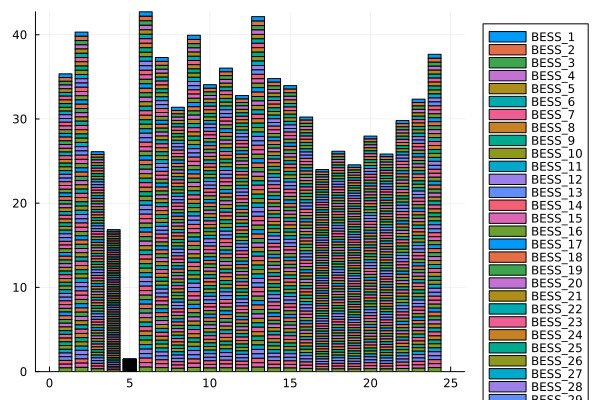 40
30
20
10
0
0 5 10 15 20 25
BESS_1
BESS_2
BESS_3
BESS_4
BESS_5
BESS_6
BESS_7
BESS_8
BESS_9
BESS_10
BESS_11
BESS_12
BESS_13
BESS_14
BESS_15
BESS_16
BESS_17
BESS_18
BESS_19
BESS_20
BESS_21
BESS_22
BESS_23
BESS_24
BESS_25
BESS_26
BESS_27
BESS_28
BESS_29